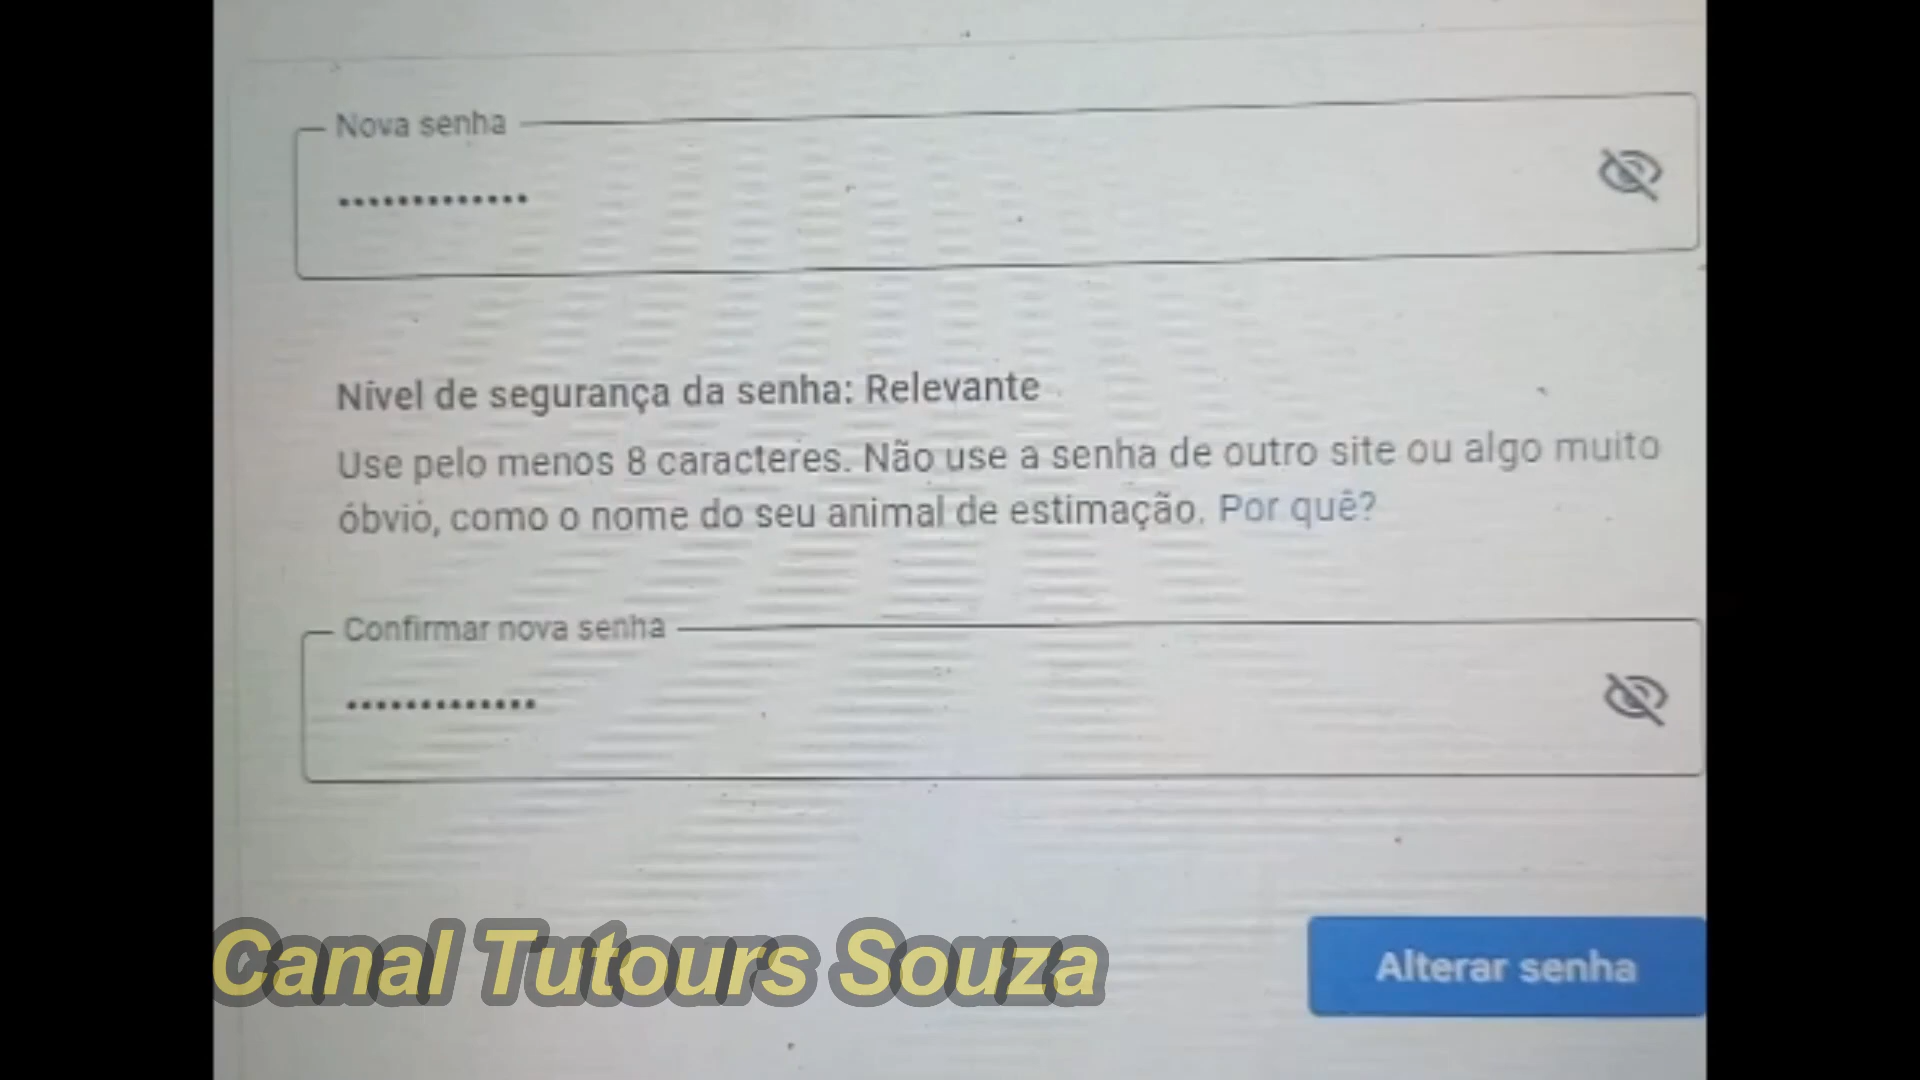 Nova senha
•••••••••••••
Nível de segurança da senha: Relevante
Use pelo menos 8 caracteres. Não use a senha de outro site ou algo muito
óbvio, como o nome do seu animal de estimação. Por quê?
Confirmar nova senha
•••••••••••••
Alterar senha
Canal Tutours Souza